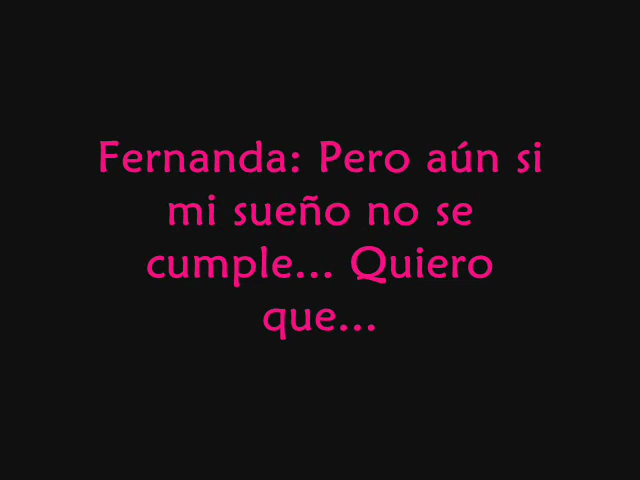 Fernanda: Pero aún si
mi sueño no se
cumple... Quiero
que...